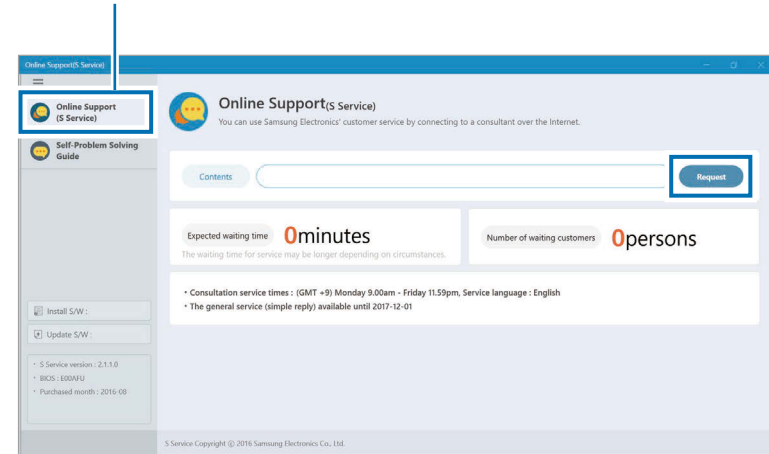 Online Support(S Service)
Online Support
(S Service)
Self-Problem Solving
Guide
Install S/W :
Update S/W :
• S Service version : 2.1.1.0
• BIOS : E00AFU
• Purchased month : 2016-08
Online Support(S Service)
You can use Samsung Electronics' customer service by connecting to a consultant over the Internet.
Contents
Request
Expected waiting time 0minutes
The waiting time for service may be longer depending on circumstances.
Number of waiting customers 0persons
• Consultation service times : (GMT +9) Monday 9.00am - Friday 11.59pm, Service language : English
• The general service (simple reply) available until 2017-12-01
S Service Copyright ⓒ 2016 Samsung Electronics Co., Ltd.